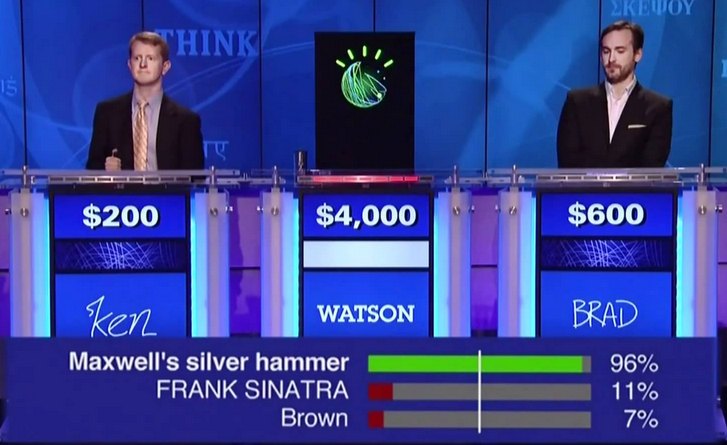 ΣΚΕΨΟΥ
THINK
$200
$4,000
$600
Ken
WATSON
BRAD
Maxwell's silver hammer 96%
FRANK SINATRA 11%
Brown 7%